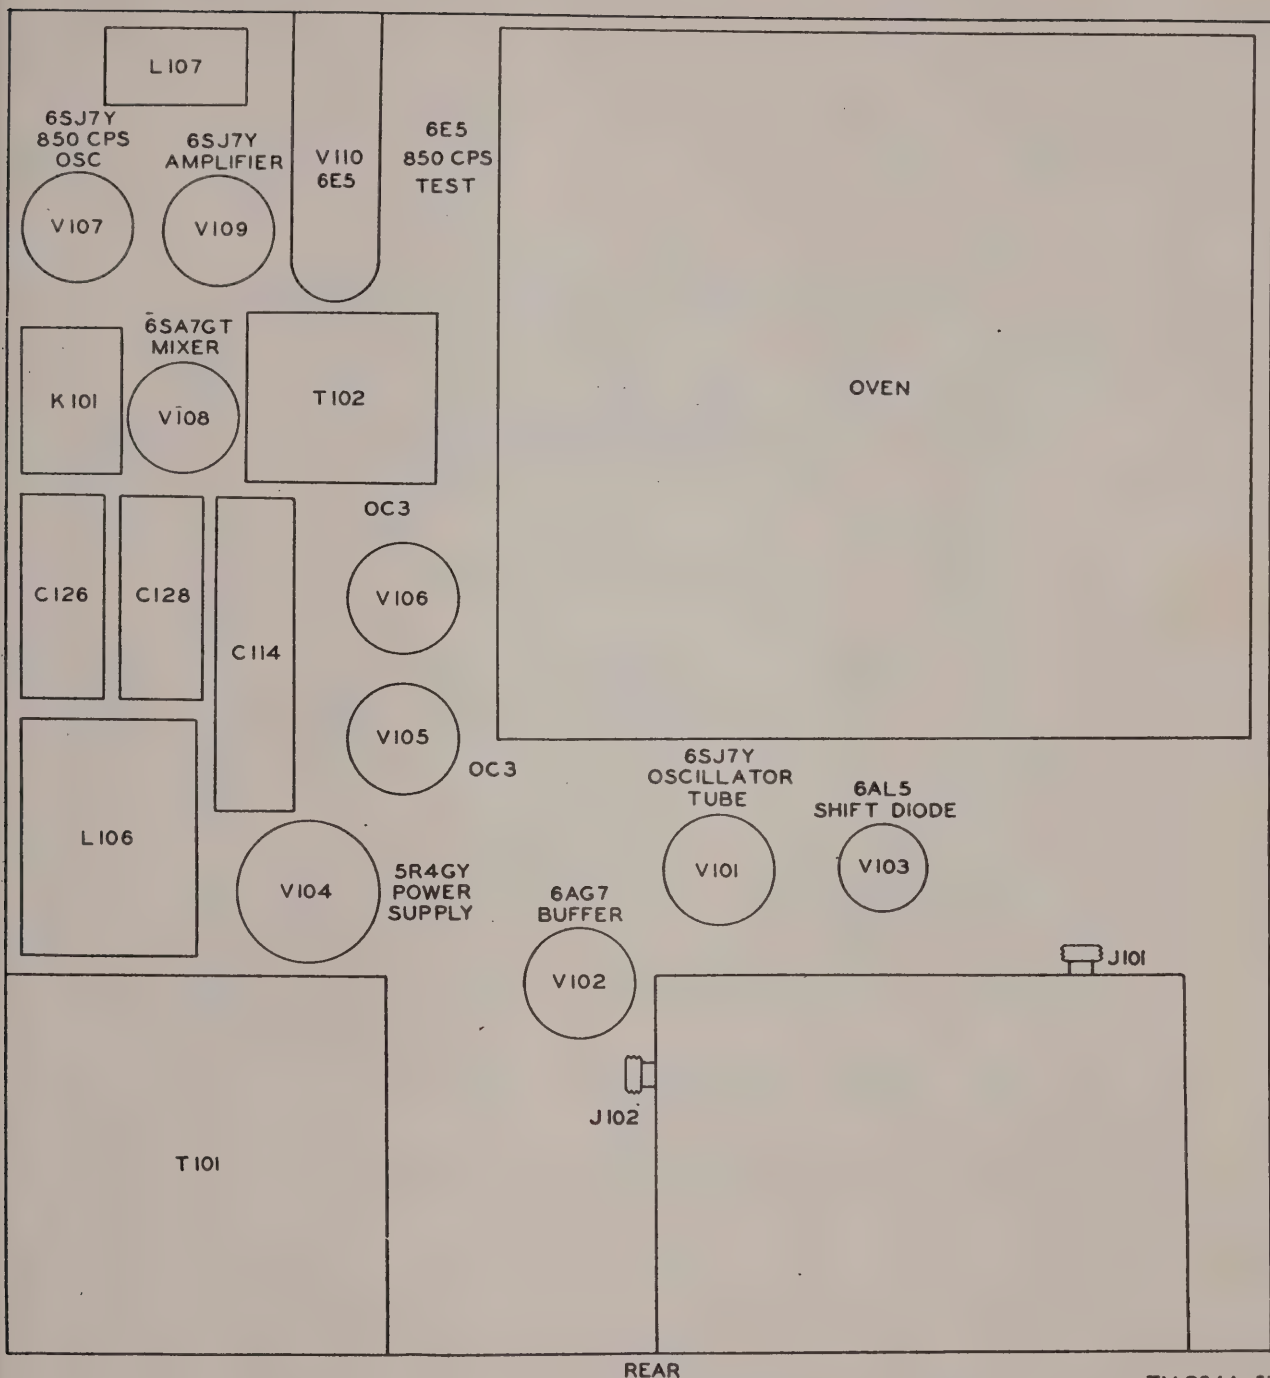 L107
6SJ7Y
850 CPS
OSC
6SJ7Y
AMPLIFIER
V110
6E5
6E5
850 CPS
TEST
V107
V109
6SA7GT
MIXER
K101
V108
T102
OVEN
OC3
C126
C128
C114
V106
V105
OC3
L106
V104
5R4GY
POWER
SUPPLY
6SJ7Y
OSCILLATOR
TUBE
V101
6AL5
SHIFT DIODE
V103
6AG7
BUFFER
V102
J101
J102
T101
REAR